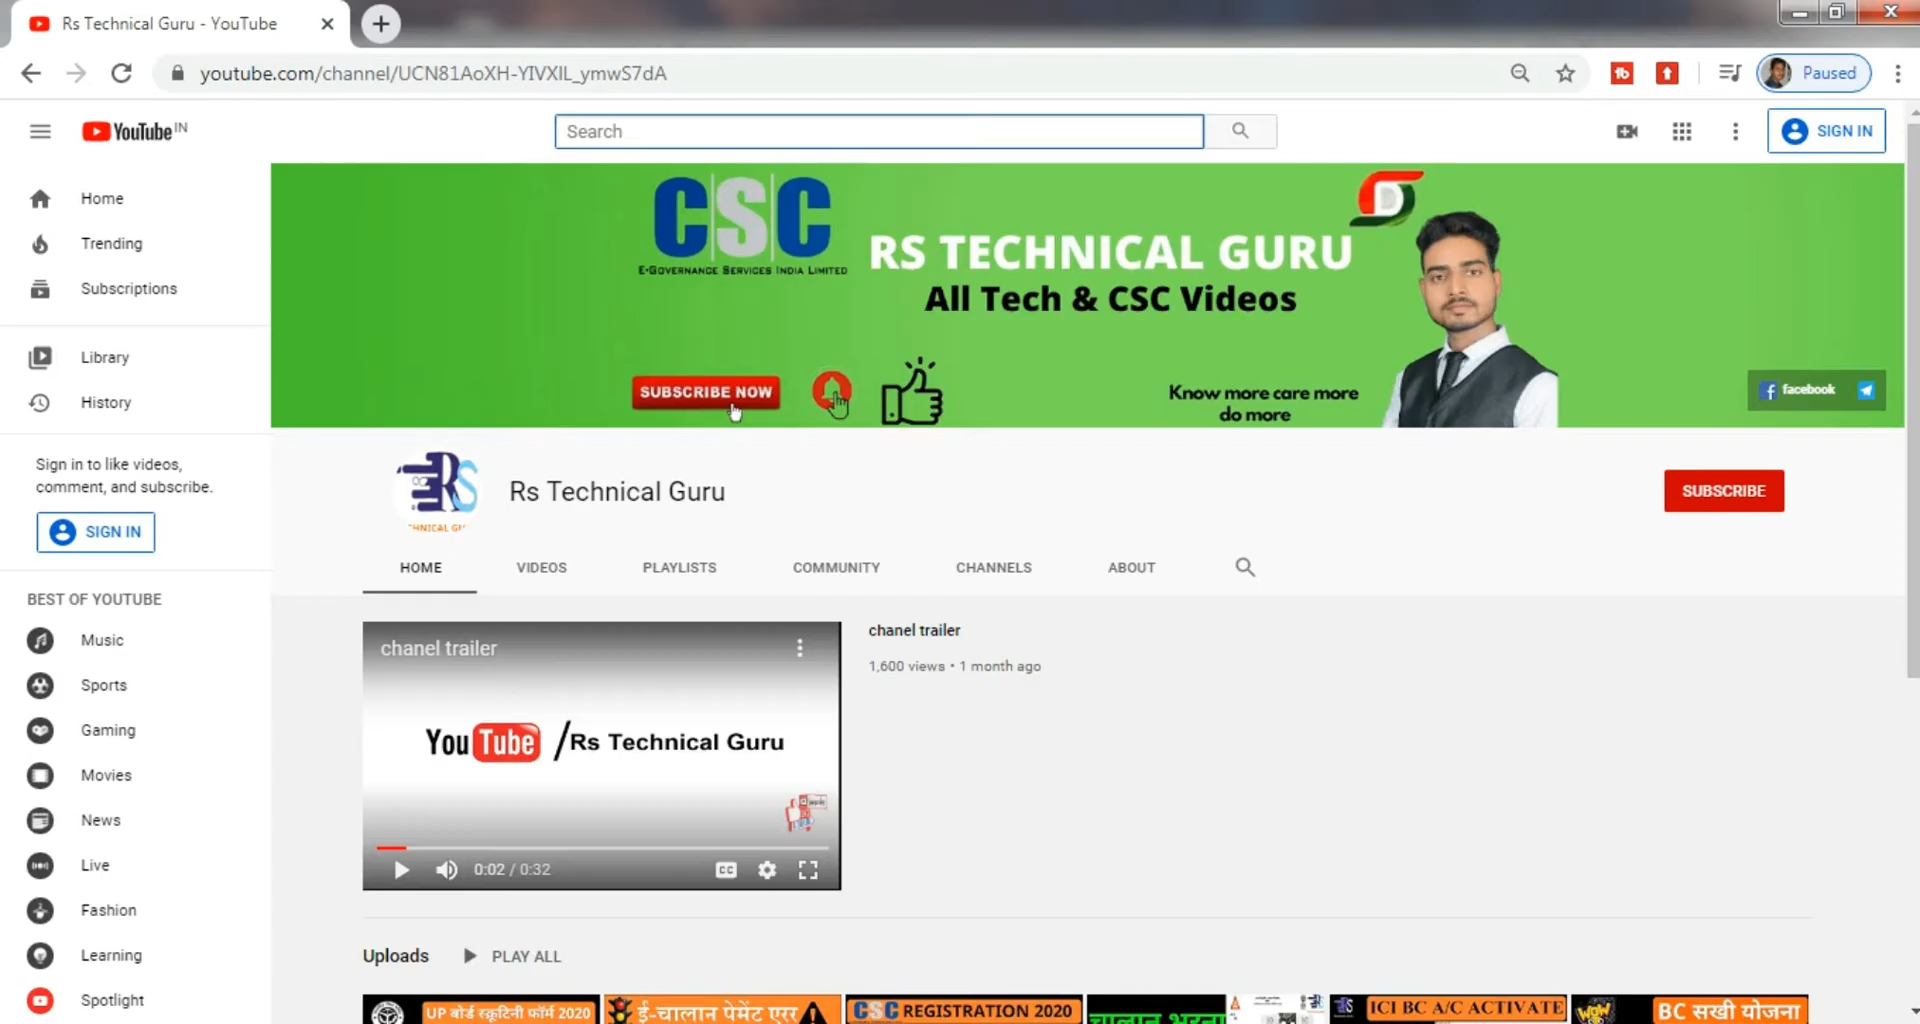 Rs Technical Guru - YouTube
youtube.com/channel/UCN81AoXH-YIVXIL_ymwS7dA
Paused
YouTube IN
Search
SIGN IN
Home
Trending
Subscriptions
Library
History
Sign in to like videos,
comment, and subscribe.
SIGN IN
BEST OF YOUTUBE
Music
Sports
Gaming
Movies
News
Live
Fashion
Learning
Spotlight
CSC
E-GOVERNANCE SERVICES INDIA LIMITED
RS TECHNICAL GURU
All Tech & CSC Videos
SUBSCRIBE NOW
Know more care more
do more
facebook
RS
Rs Technical Guru
SUBSCRIBE
HOME
VIDEOS
PLAYLISTS
COMMUNITY
CHANNELS
ABOUT
chanel trailer
YouTube /Rs Technical Guru
0:02 / 0:32
CC
chanel trailer
1,600 views • 1 month ago
Uploads
PLAY ALL
UP बोर्ड स्क्रूटिनी फॉर्म 2020
ई-चालान पेमेंट एरर
CSC REGISTRATION 2020
चालान भरना
ICI BC A/C ACTIVATE
WOW
BC सखी योजना